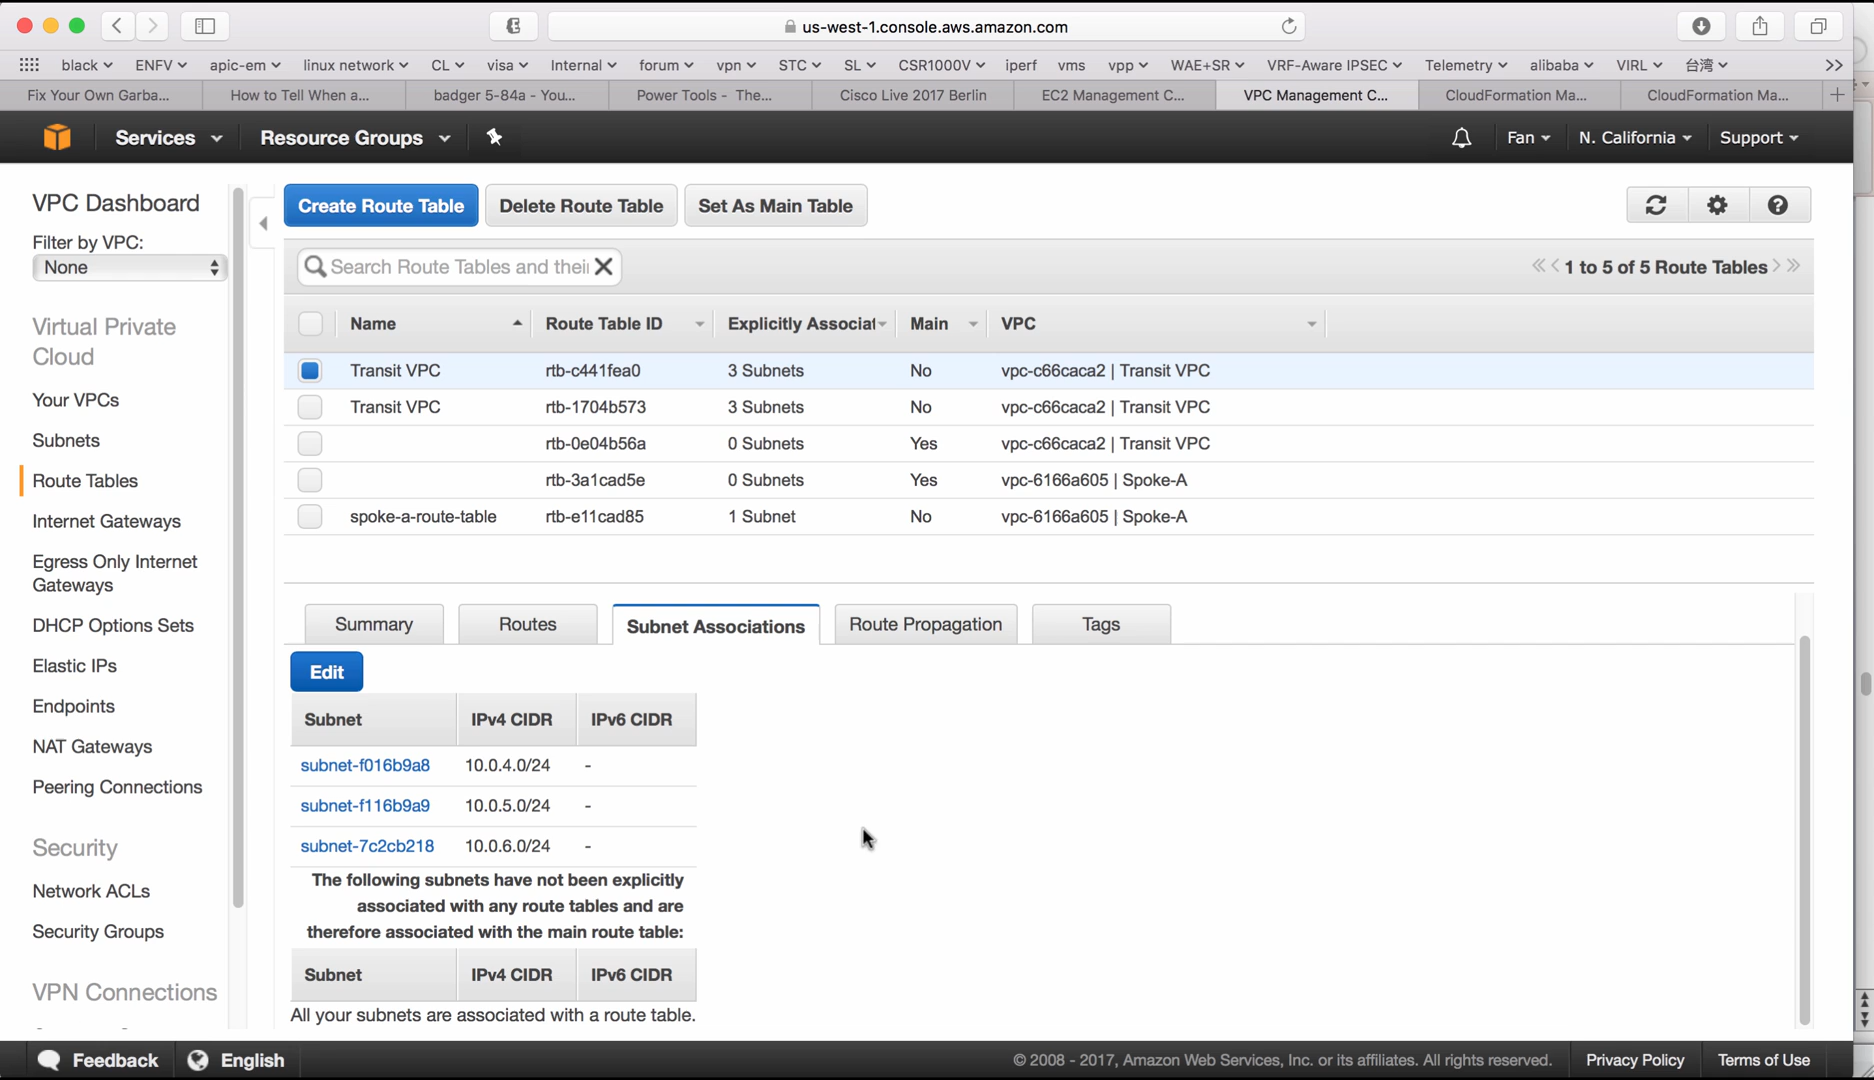 us-west-1.console.aws.amazon.com
black ENFV apic-em linux network CL visa Internal forum vpn STC SL CSR1000V iperf vms vpp WAE+SR VRF-Aware IPSEC Telemetry alibaba VIRL 台湾
Fix Your Own Garba... How to Tell When a... badger 5-84a - You... Power Tools - The... Cisco Live 2017 Berlin EC2 Management C... VPC Management C... CloudFormation Ma... CloudFormation Ma...
Services Resource Groups Fan N. California Support
VPC Dashboard
Filter by VPC:
None
Virtual Private
Cloud
Your VPCs
Subnets
Route Tables
Internet Gateways
Egress Only Internet
Gateways
DHCP Options Sets
Elastic IPs
Endpoints
NAT Gateways
Peering Connections
Security
Network ACLs
Security Groups
VPN Connections
Create Route Table Delete Route Table Set As Main Table
Search Route Tables and their
1 to 5 of 5 Route Tables
Name Route Table ID Explicitly Associat Main VPC
Transit VPC rtb-c441fea0 3 Subnets No vpc-c66caca2 | Transit VPC
Transit VPC rtb-1704b573 3 Subnets No vpc-c66caca2 | Transit VPC
rtb-0e04b56a 0 Subnets Yes vpc-c66caca2 | Transit VPC
rtb-3a1cad5e 0 Subnets Yes vpc-6166a605 | Spoke-A
spoke-a-route-table rtb-e11cad85 1 Subnet No vpc-6166a605 | Spoke-A
Summary Routes Subnet Associations Route Propagation Tags
Edit
Subnet IPv4 CIDR IPv6 CIDR
subnet-f016b9a8 10.0.4.0/24 -
subnet-f116b9a9 10.0.5.0/24 -
subnet-7c2cb218 10.0.6.0/24 -
The following subnets have not been explicitly
associated with any route tables and are
therefore associated with the main route table:
Subnet IPv4 CIDR IPv6 CIDR
All your subnets are associated with a route table.
Feedback English © 2008 - 2017, Amazon Web Services, Inc. or its affiliates. All rights reserved. Privacy Policy Terms of Use